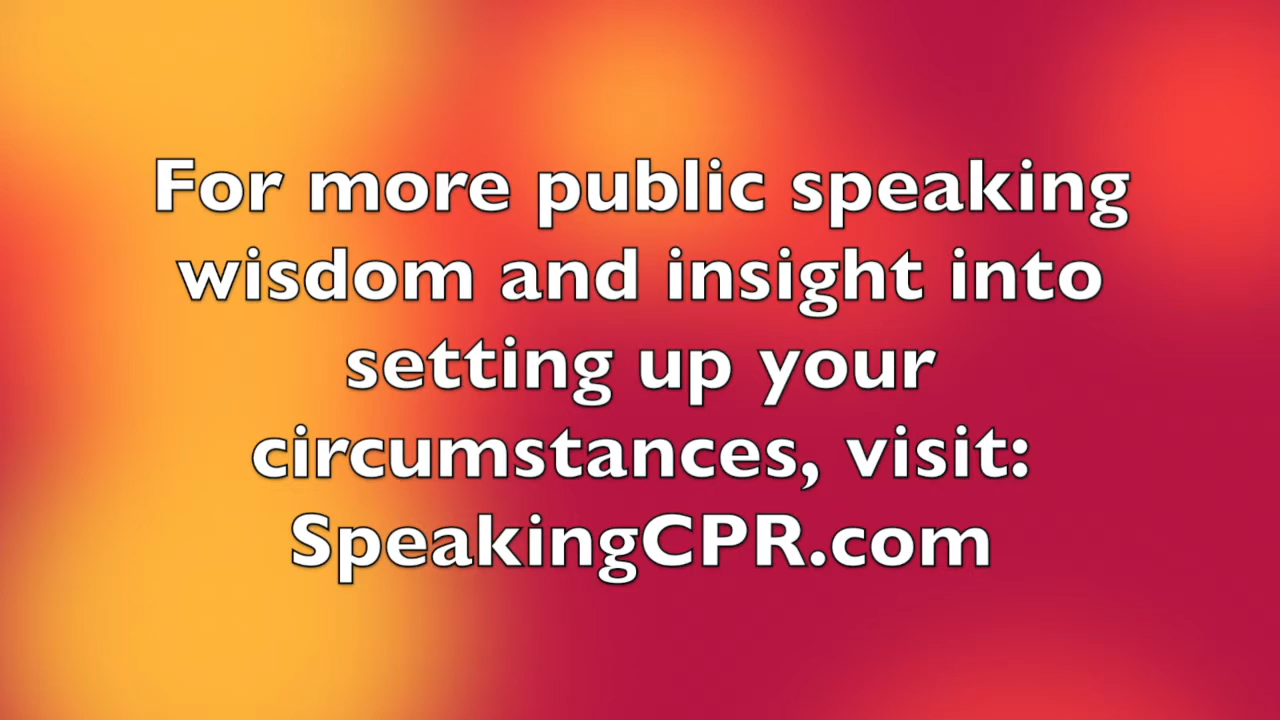 For more public speaking
wisdom and insight into
setting up your
circumstances, visit:
SpeakingCPR.com